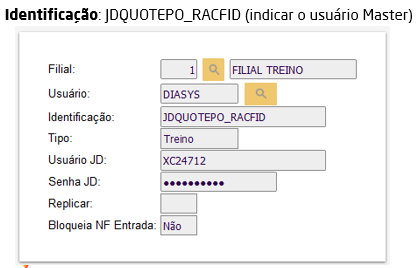 Identificação: JDQUOTEPO_RACFID (indicar o usuário Master)
Filial: 1 FILIAL TREINO
Usuário: DIASYS
Identificação: JDQUOTEPO_RACFID
Tipo: Treino
Usuário JD: XC24712
Senha JD: ●●●●●●●●●●
Replicar:
Bloqueia NF Entrada: Não